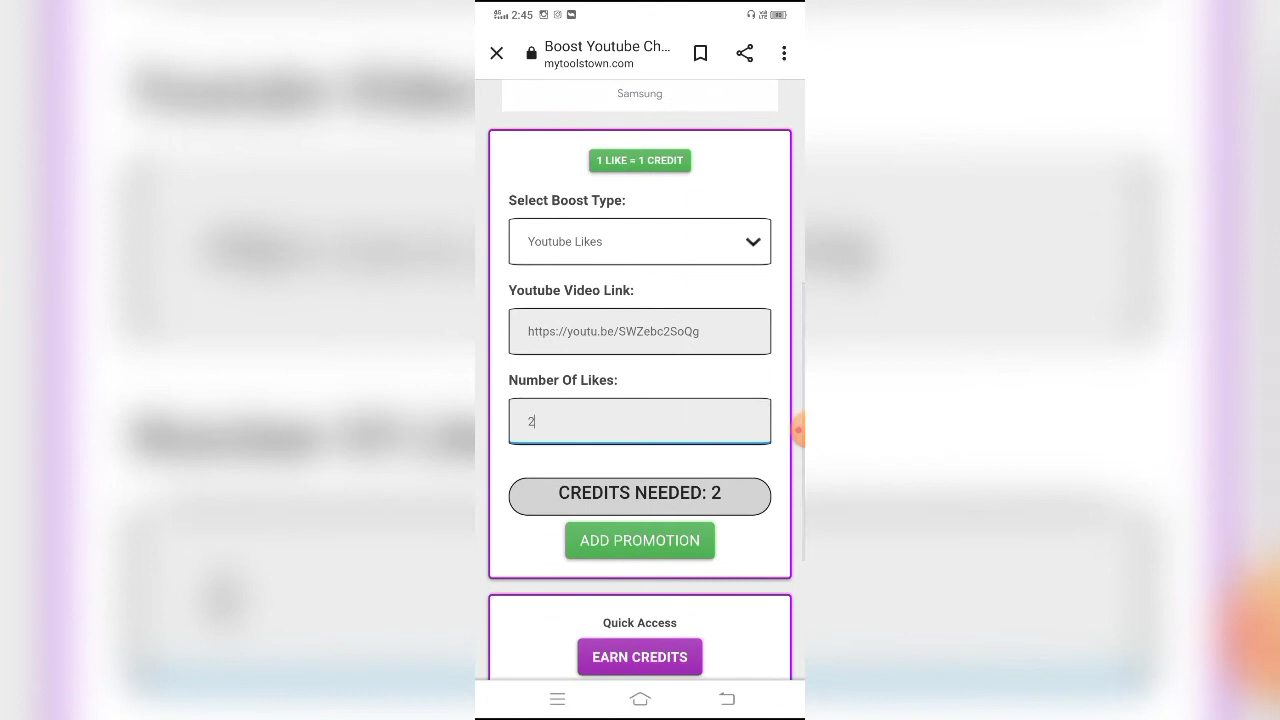 4G 2:45
Boost Youtube Ch...
mytoolstown.com
Samsung
1 LIKE = 1 CREDIT
Select Boost Type:
Youtube Likes
Youtube Video Link:
https://youtu.be/SWZebc2SoQg
Number Of Likes:
2
CREDITS NEEDED: 2
ADD PROMOTION
Quick Access
EARN CREDITS